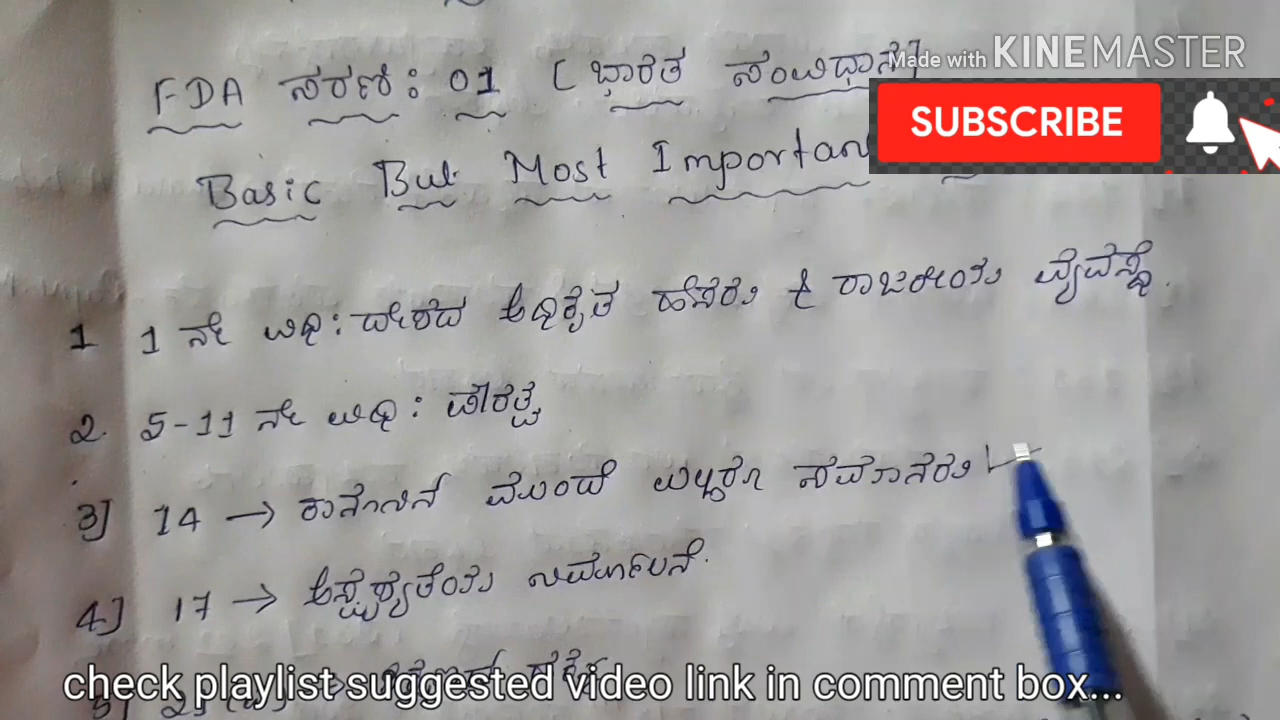 Made with KINEMASTER
FDA ಸರಣಿ: 01 [ಭಾರತ ಸಂವಿಧಾನ]
SUBSCRIBE
Basic But Most Important
1 1 ನೇ ವಿಧಿ: ದೇಶದ ಅಧಿಕೃತ ಹೆಸರು & ರಾಜಕೀಯ ವ್ಯವಸ್ಥೆ.
2. 5-11 ನೇ ವಿಧಿ: ಪೌರತ್ವ
3] 14 → ಕಾನೂನಿನ ಮುಂದೆ ಎಲ್ಲರೂ ಸಮಾನರು
4] 17 → ಅಸ್ಪೃಶ್ಯತೆಯ ನಿರ್ಮೂಲನೆ.
check playlist suggested video link in comment box...